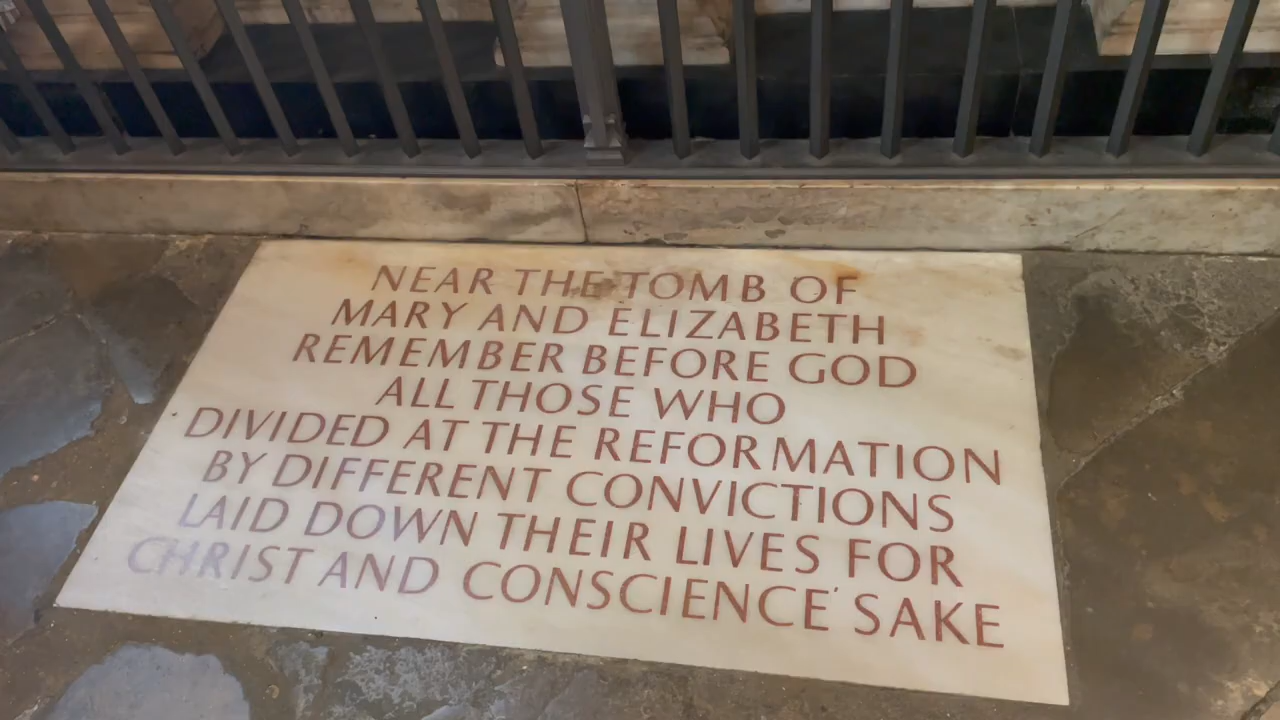 NEAR THE TOMB OF
MARY AND ELIZABETH
REMEMBER BEFORE GOD
ALL THOSE WHO
DIVIDED AT THE REFORMATION
BY DIFFERENT CONVICTIONS
LAID DOWN THEIR LIVES FOR
CHRIST AND CONSCIENCE' SAKE